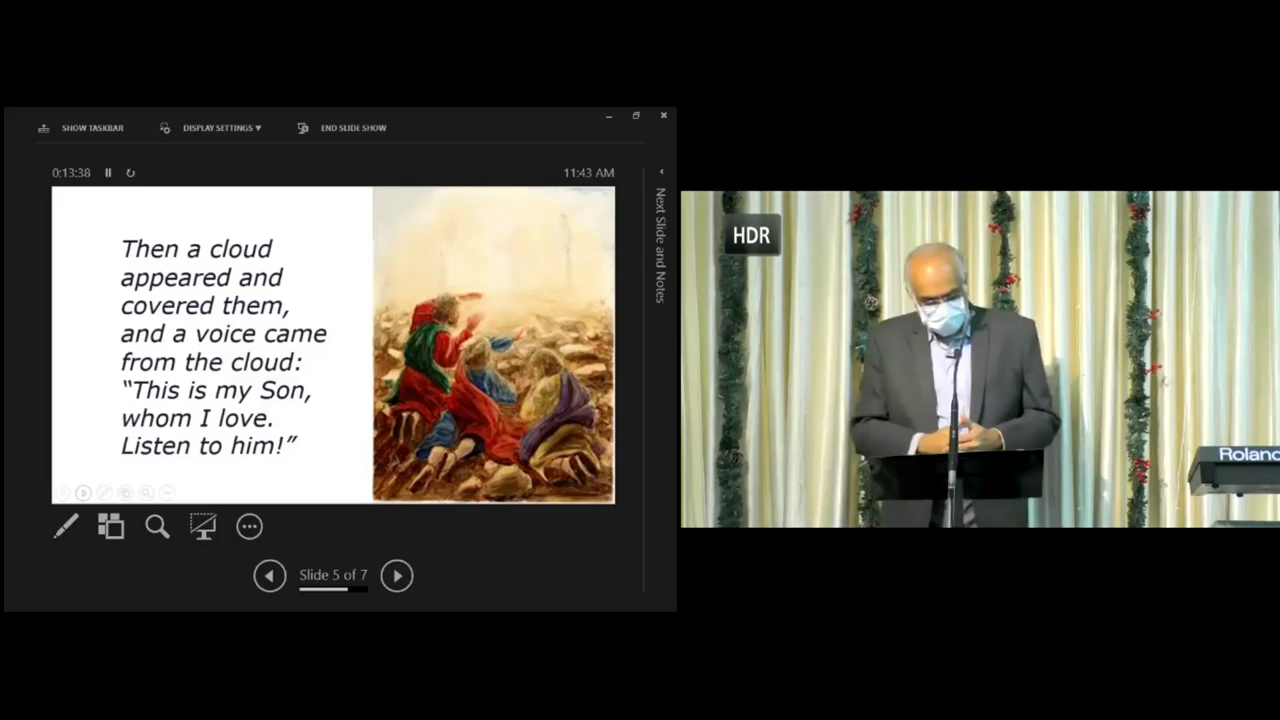 SHOW TASKBAR DISPLAY SETTINGS ▾ END SLIDE SHOW
0:13:38 11:43 AM
Then a cloud
appeared and
covered them,
and a voice came
from the cloud:
“This is my Son,
whom I love.
Listen to him!”
Next Slide and Notes
Slide 5 of 7
HDR
Roland